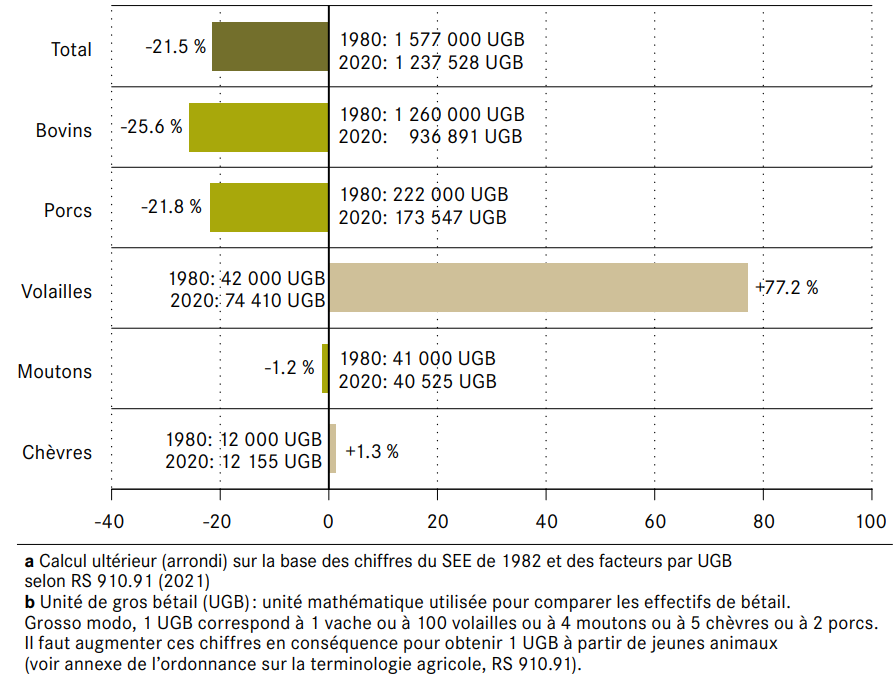 Total
-21.5 %
1980: 1 577 000 UGB
2020: 1 237 528 UGB
Bovins
-25.6 %
1980: 1 260 000 UGB
2020: 936 891 UGB
Porcs
-21.8 %
1980: 222 000 UGB
2020: 173 547 UGB
Volailles
1980: 42 000 UGB
2020: 74 410 UGB
+77.2 %
Moutons
-1.2 %
1980: 41 000 UGB
2020: 40 525 UGB
Chèvres
1980: 12 000 UGB
2020: 12 155 UGB
+1.3 %
-40 -20 0 20 40 60 80 100
a Calcul ultérieur (arrondi) sur la base des chiffres du SEE de 1982 et des facteurs par UGB
selon RS 910.91 (2021)
b Unité de gros bétail (UGB): unité mathématique utilisée pour comparer les effectifs de bétail.
Grosso modo, 1 UGB correspond à 1 vache ou à 100 volailles ou à 4 moutons ou à 5 chèvres ou à 2 porcs.
Il faut augmenter ces chiffres en conséquence pour obtenir 1 UGB à partir de jeunes animaux
(voir annexe de l'ordonnance sur la terminologie agricole, RS 910.91).